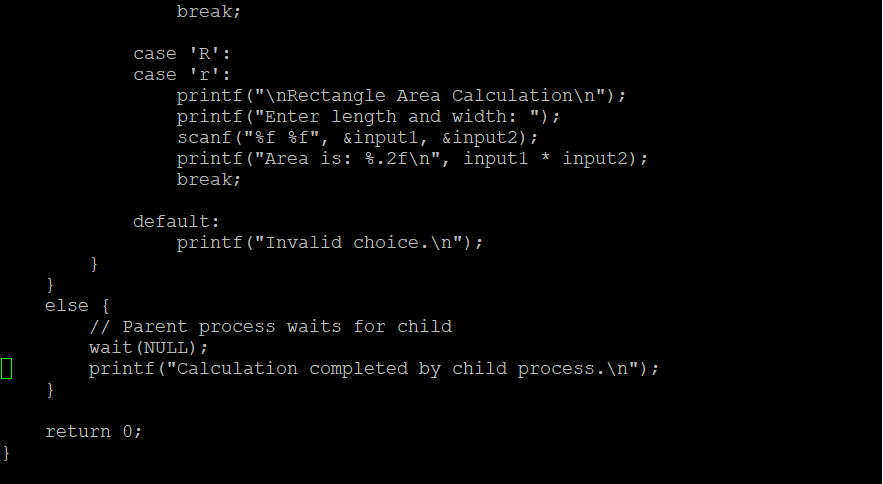 break;

            case 'R':
            case 'r':
                printf("\nRectangle Area Calculation\n");
                printf("Enter length and width: ");
                scanf("%f %f", &input1, &input2);
                printf("Area is: %.2f\n", input1 * input2);
                break;

            default:
                printf("Invalid choice.\n");
        }
    }
    else {
        // Parent process waits for child
        wait(NULL);
        printf("Calculation completed by child process.\n");
    }

    return 0;
}